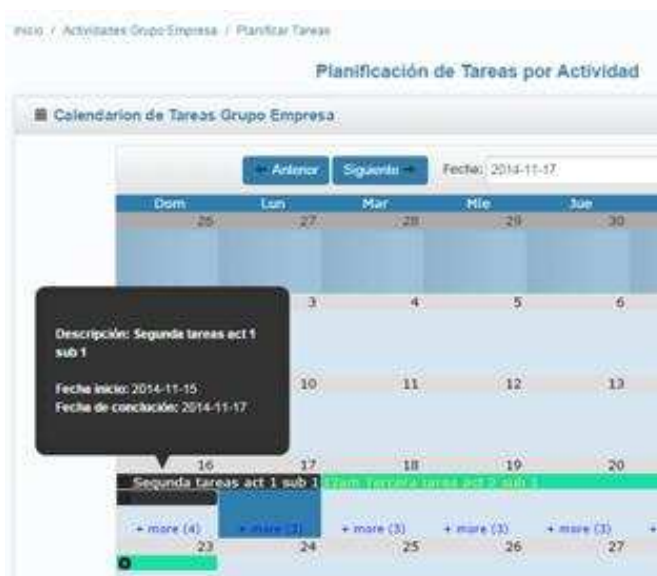 Inicio / Actividades Grupo Empresa / Planificar Tareas
Planificación de Tareas por Actividad
Calendarion de Tareas Grupo Empresa
Anterior Siguiente Fecha: 2014-11-17
Dom Lun Mar Mie Jue
26 27 28 29 30
3 4 5 6
Descripción: Segunda tareas act 1
sub 1
10 11 12 13
Fecha inicio: 2014-11-15
Fecha de conclución: 2014-11-17
16 17 18 19 20
Segunda tareas act 1 sub 1 12am Tercera tarea act 2 sub 1
+ more (4) + more (3) + more (3) + more (3) + more (3) +
23 24 25 26 27